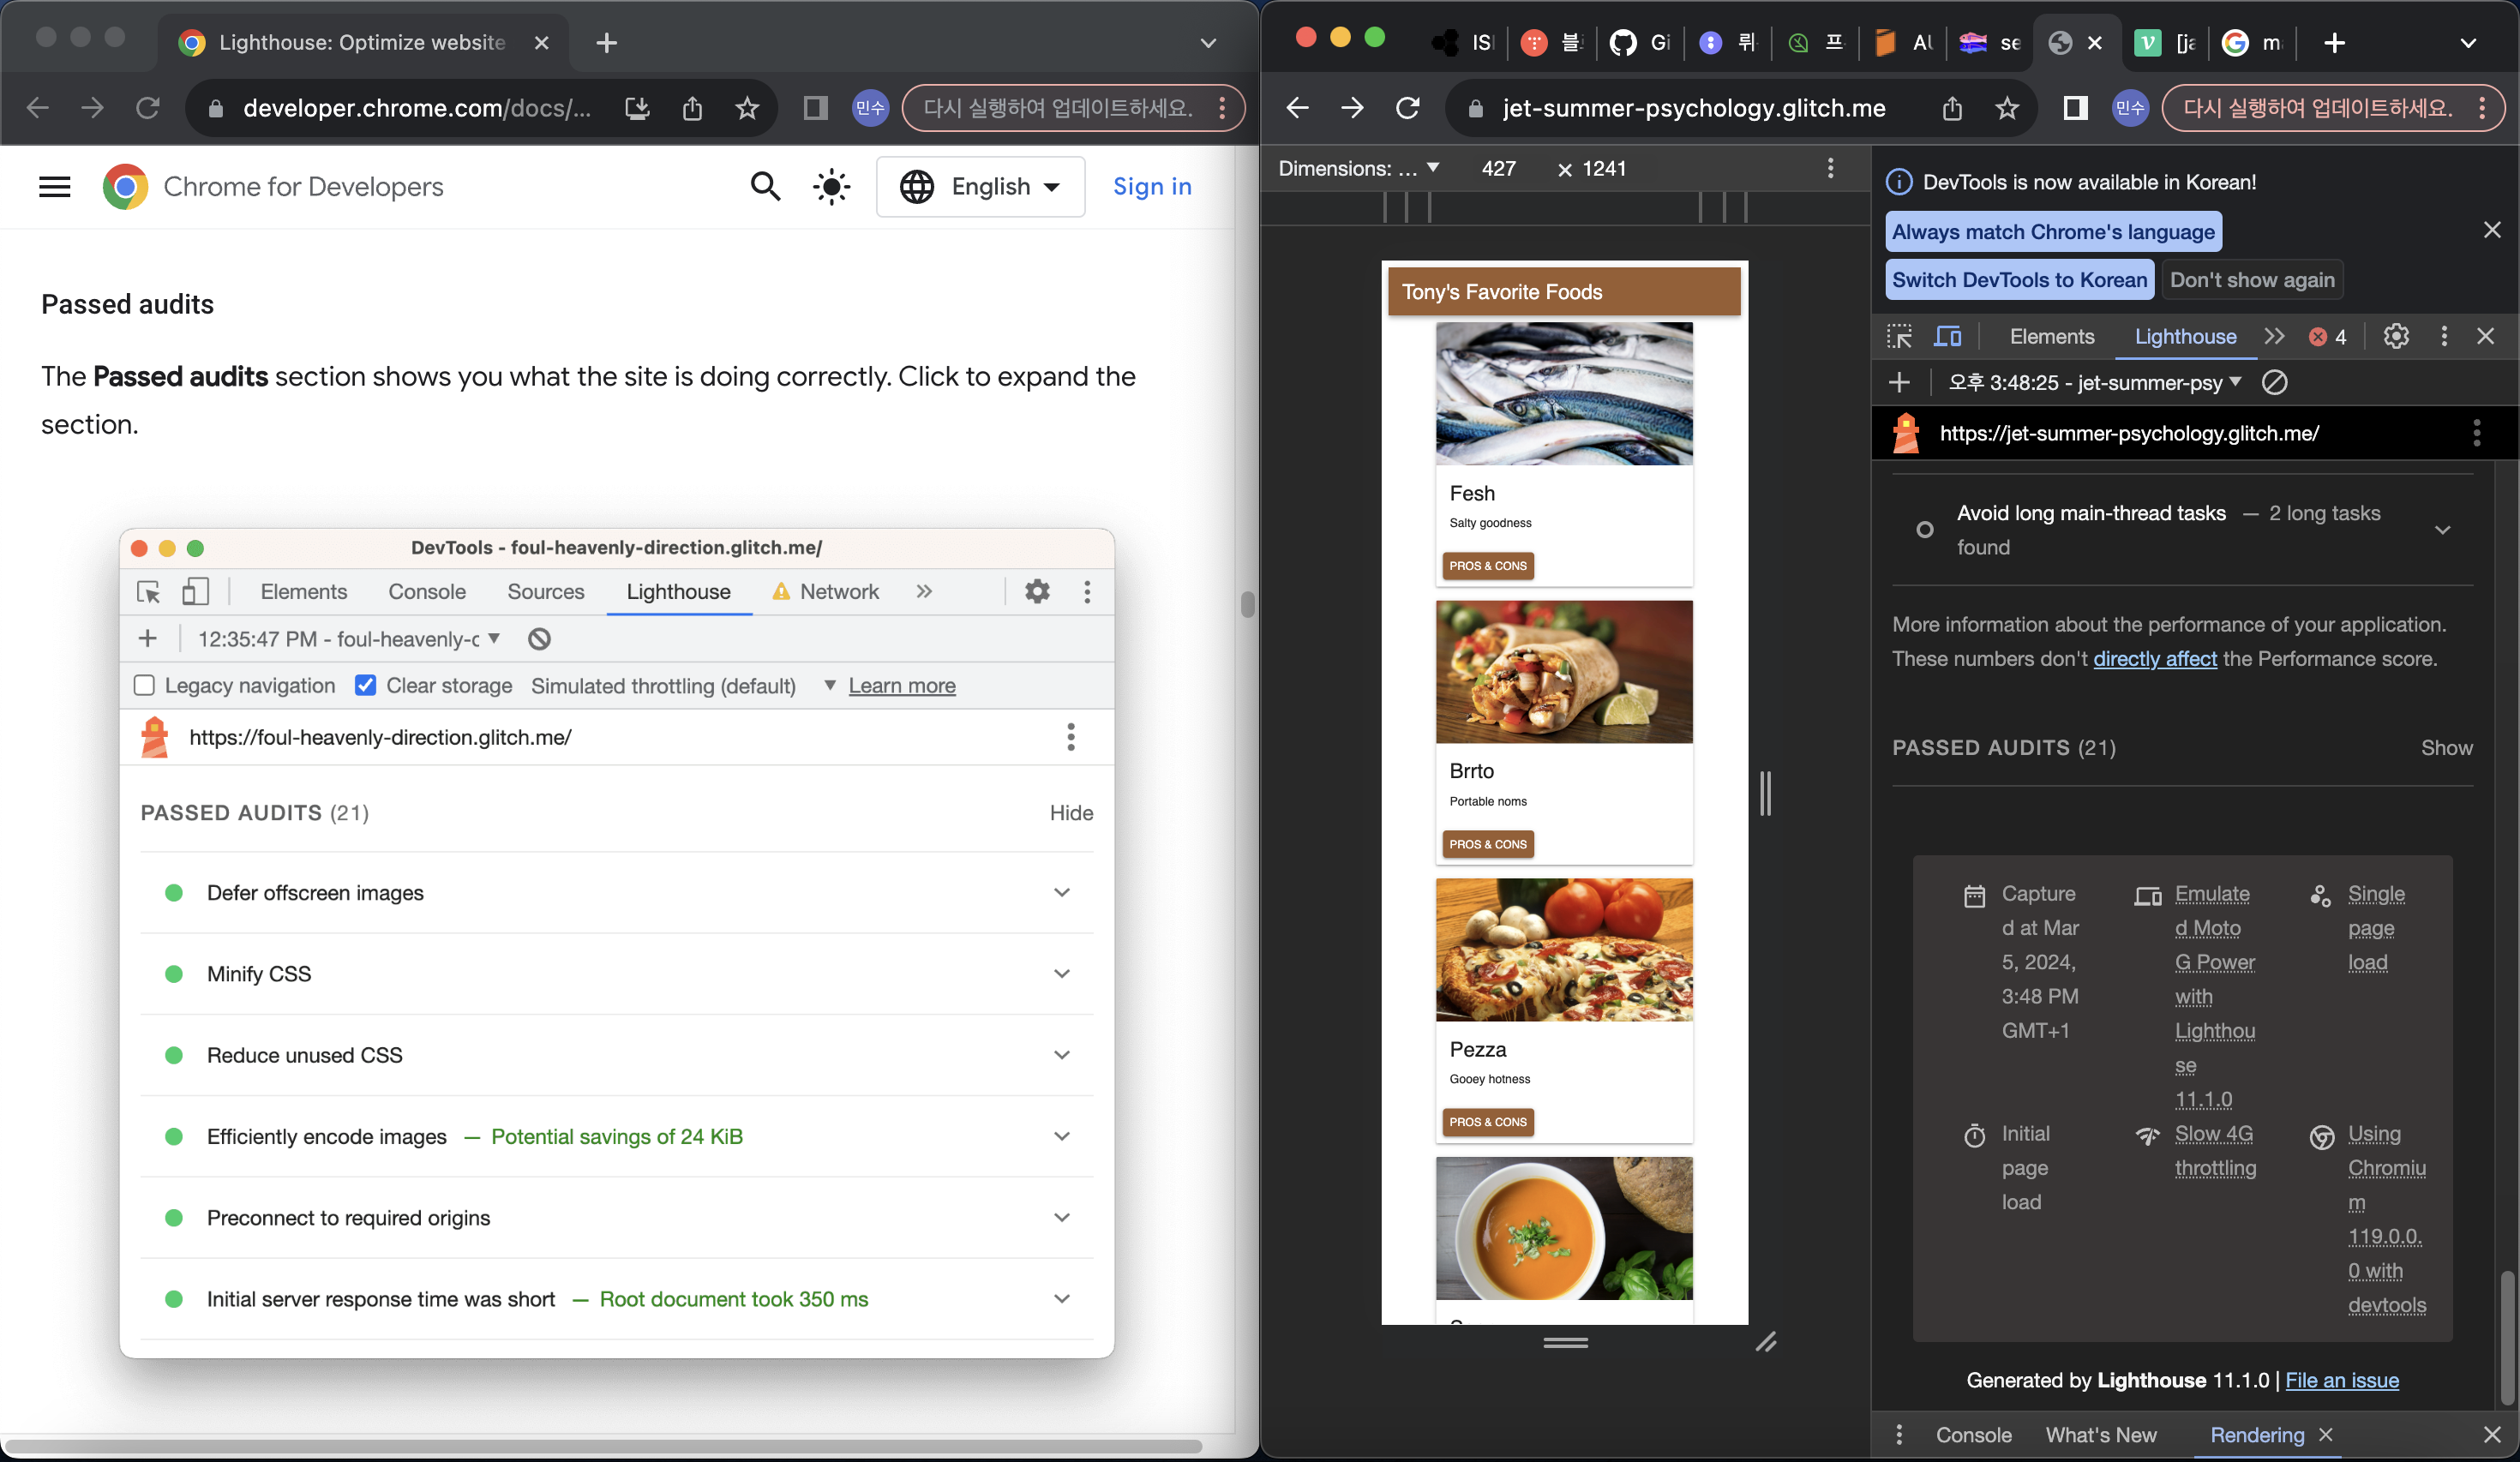 Lighthouse: Optimize website
developer.chrome.com/docs/...
민수
다시 실행하여 업데이트하세요.
Chrome for Developers
English
Sign in
Passed audits
The Passed audits section shows you what the site is doing correctly. Click to expand the
section.
DevTools - foul-heavenly-direction.glitch.me/
Elements
Console
Sources
Lighthouse
Network
12:35:47 PM - foul-heavenly-c
Legacy navigation
Clear storage
Simulated throttling (default)
Learn more
https://foul-heavenly-direction.glitch.me/
PASSED AUDITS (21)
Hide
Defer offscreen images
Minify CSS
Reduce unused CSS
Efficiently encode images — Potential savings of 24 KiB
Preconnect to required origins
Initial server response time was short — Root document took 350 ms
IS
Gi
뤼
프
se
[ja
m
jet-summer-psychology.glitch.me
민수
다시 실행하여 업데이트하세요.
Dimensions: ...
427
× 1241
Tony's Favorite Foods
Fesh
Salty goodness
PROS & CONS
Brrto
Portable noms
PROS & CONS
Pezza
Gooey hotness
PROS & CONS
DevTools is now available in Korean!
Always match Chrome's language
Switch DevTools to Korean
Don't show again
Elements
Lighthouse
4
오후 3:48:25 - jet-summer-psy
https://jet-summer-psychology.glitch.me/
Avoid long main-thread tasks — 2 long tasks
found
More information about the performance of your application.
These numbers don't directly affect the Performance score.
PASSED AUDITS (21)
Show
Capture
d at Mar
5, 2024,
3:48 PM
GMT+1
Emulate
d Moto
G Power
with
Lighthou
se
11.1.0
Single
page
load
Initial
page
load
Slow 4G
throttling
Using
Chromiu
m
119.0.0.
0 with
devtools
Generated by Lighthouse 11.1.0 | File an issue
Console
What's New
Rendering